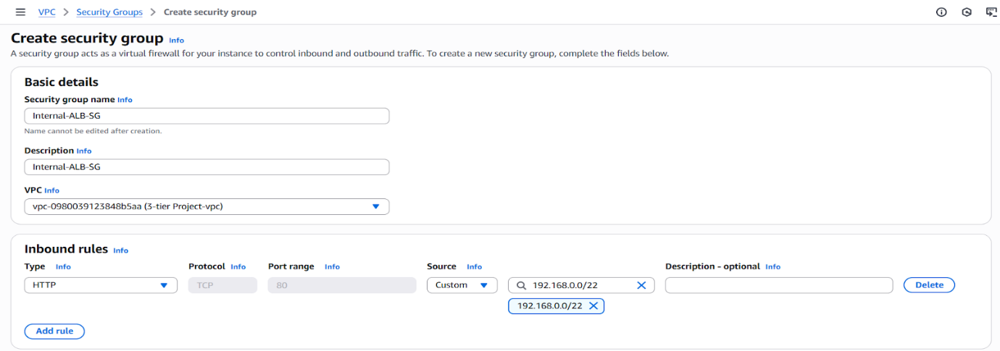 VPC > Security Groups > Create security group
Create security group Info
A security group acts as a virtual firewall for your instance to control inbound and outbound traffic. To create a new security group, complete the fields below.
Basic details
Security group name Info
Internal-ALB-SG
Name cannot be edited after creation.
Description Info
Internal-ALB-SG
VPC Info
vpc-0980039123848b5aa (3-tier Project-vpc)
Inbound rules Info
Type Info Protocol Info Port range Info Source Info Description - optional Info
HTTP TCP 80 Custom 192.168.0.0/22 Delete
192.168.0.0/22
Add rule